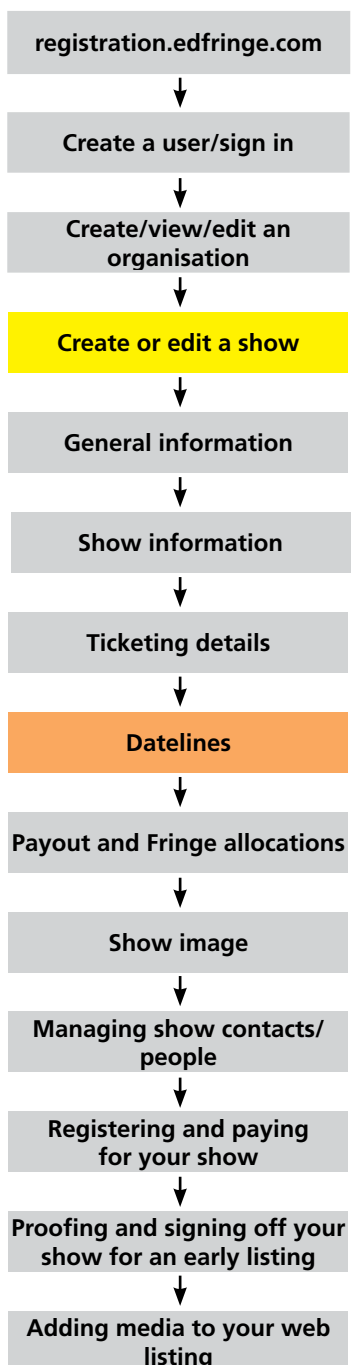 registration.edfringe.com
Create a user/sign in
Create/view/edit an
organisation
Create or edit a show
General information
Show information
Ticketing details
Datelines
Payout and Fringe allocations
Show image
Managing show contacts/
people
Registering and paying
for your show
Proofing and signing off your
show for an early listing
Adding media to your web
listing